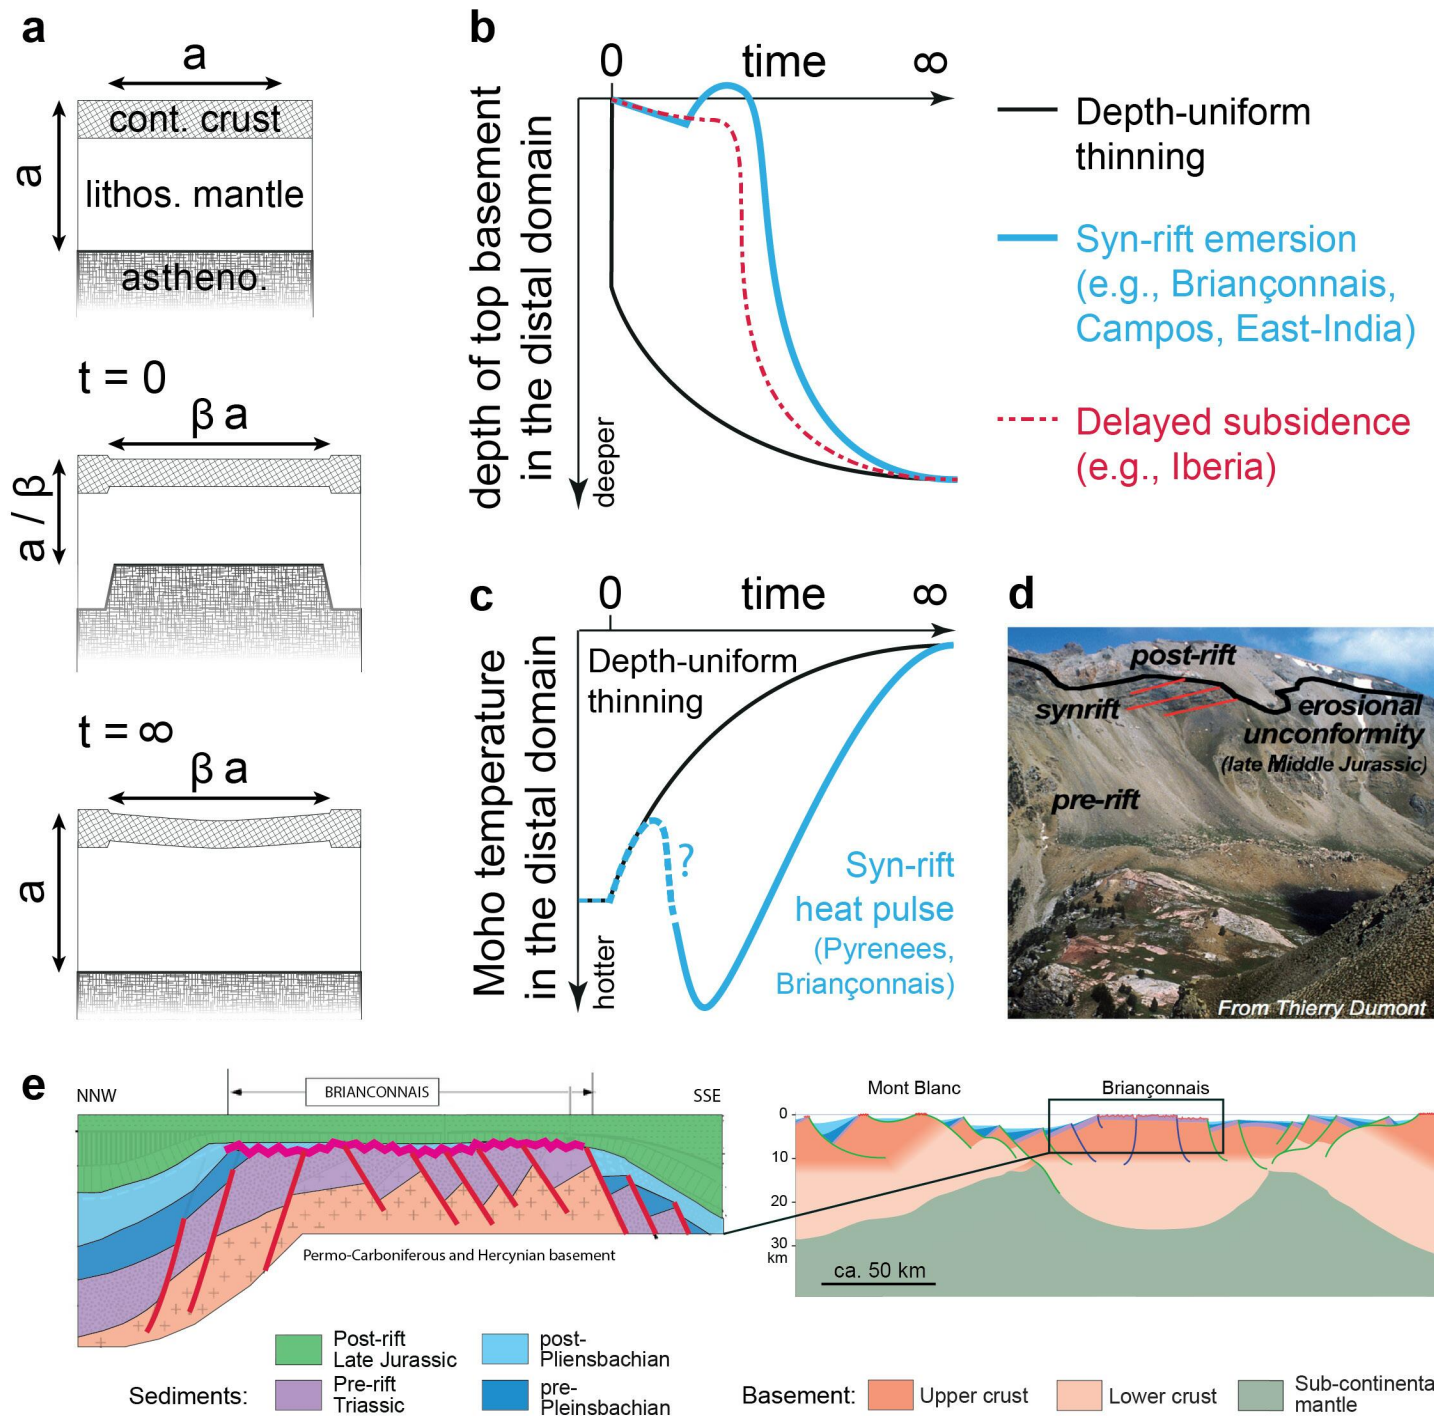 a
a
a
cont. crust
lithos. mantle
astheno.
t = 0
β a
a / β
t = ∞
β a
a
b
0 time ∞
depth of top basement
in the distal domain
deeper
Depth-uniform
thinning
Syn-rift emersion
(e.g., Briançonnais,
Campos, East-India)
Delayed subsidence
(e.g., Iberia)
c
0 time ∞
Moho temperature
in the distal domain
hotter
Depth-uniform
thinning
?
Syn-rift
heat pulse
(Pyrenees,
Briançonnais)
d
post-rift
synrift
erosional
unconformity
(late Middle Jurassic)
pre-rift
From Thierry Dumont
e
NNW
BRIANCONNAIS
SSE
Permo-Carboniferous and Hercynian basement
Mont Blanc
Briançonnais
0
10
20
30
km
ca. 50 km
Sediments:
Post-rift
Late Jurassic
Pre-rift
Triassic
post-
Pliensbachian
pre-
Pleinsbachian
Basement:
Upper crust
Lower crust
Sub-continenta
mantle